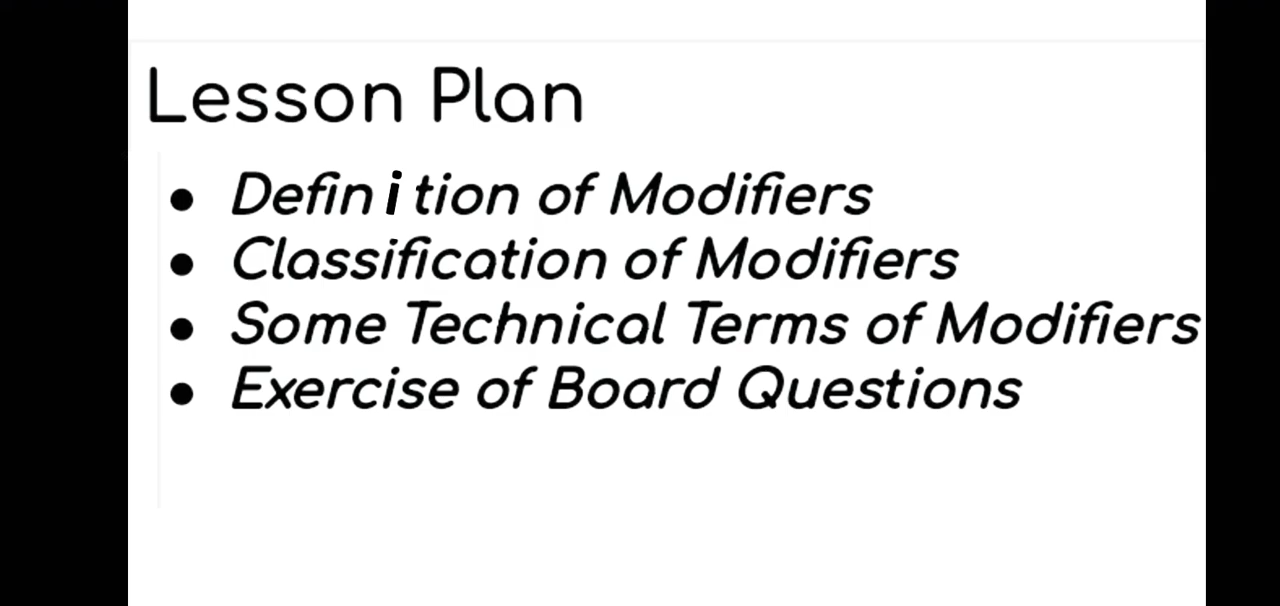 Lesson Plan
● Definition of Modifiers
● Classification of Modifiers
● Some Technical Terms of Modifiers
● Exercise of Board Questions